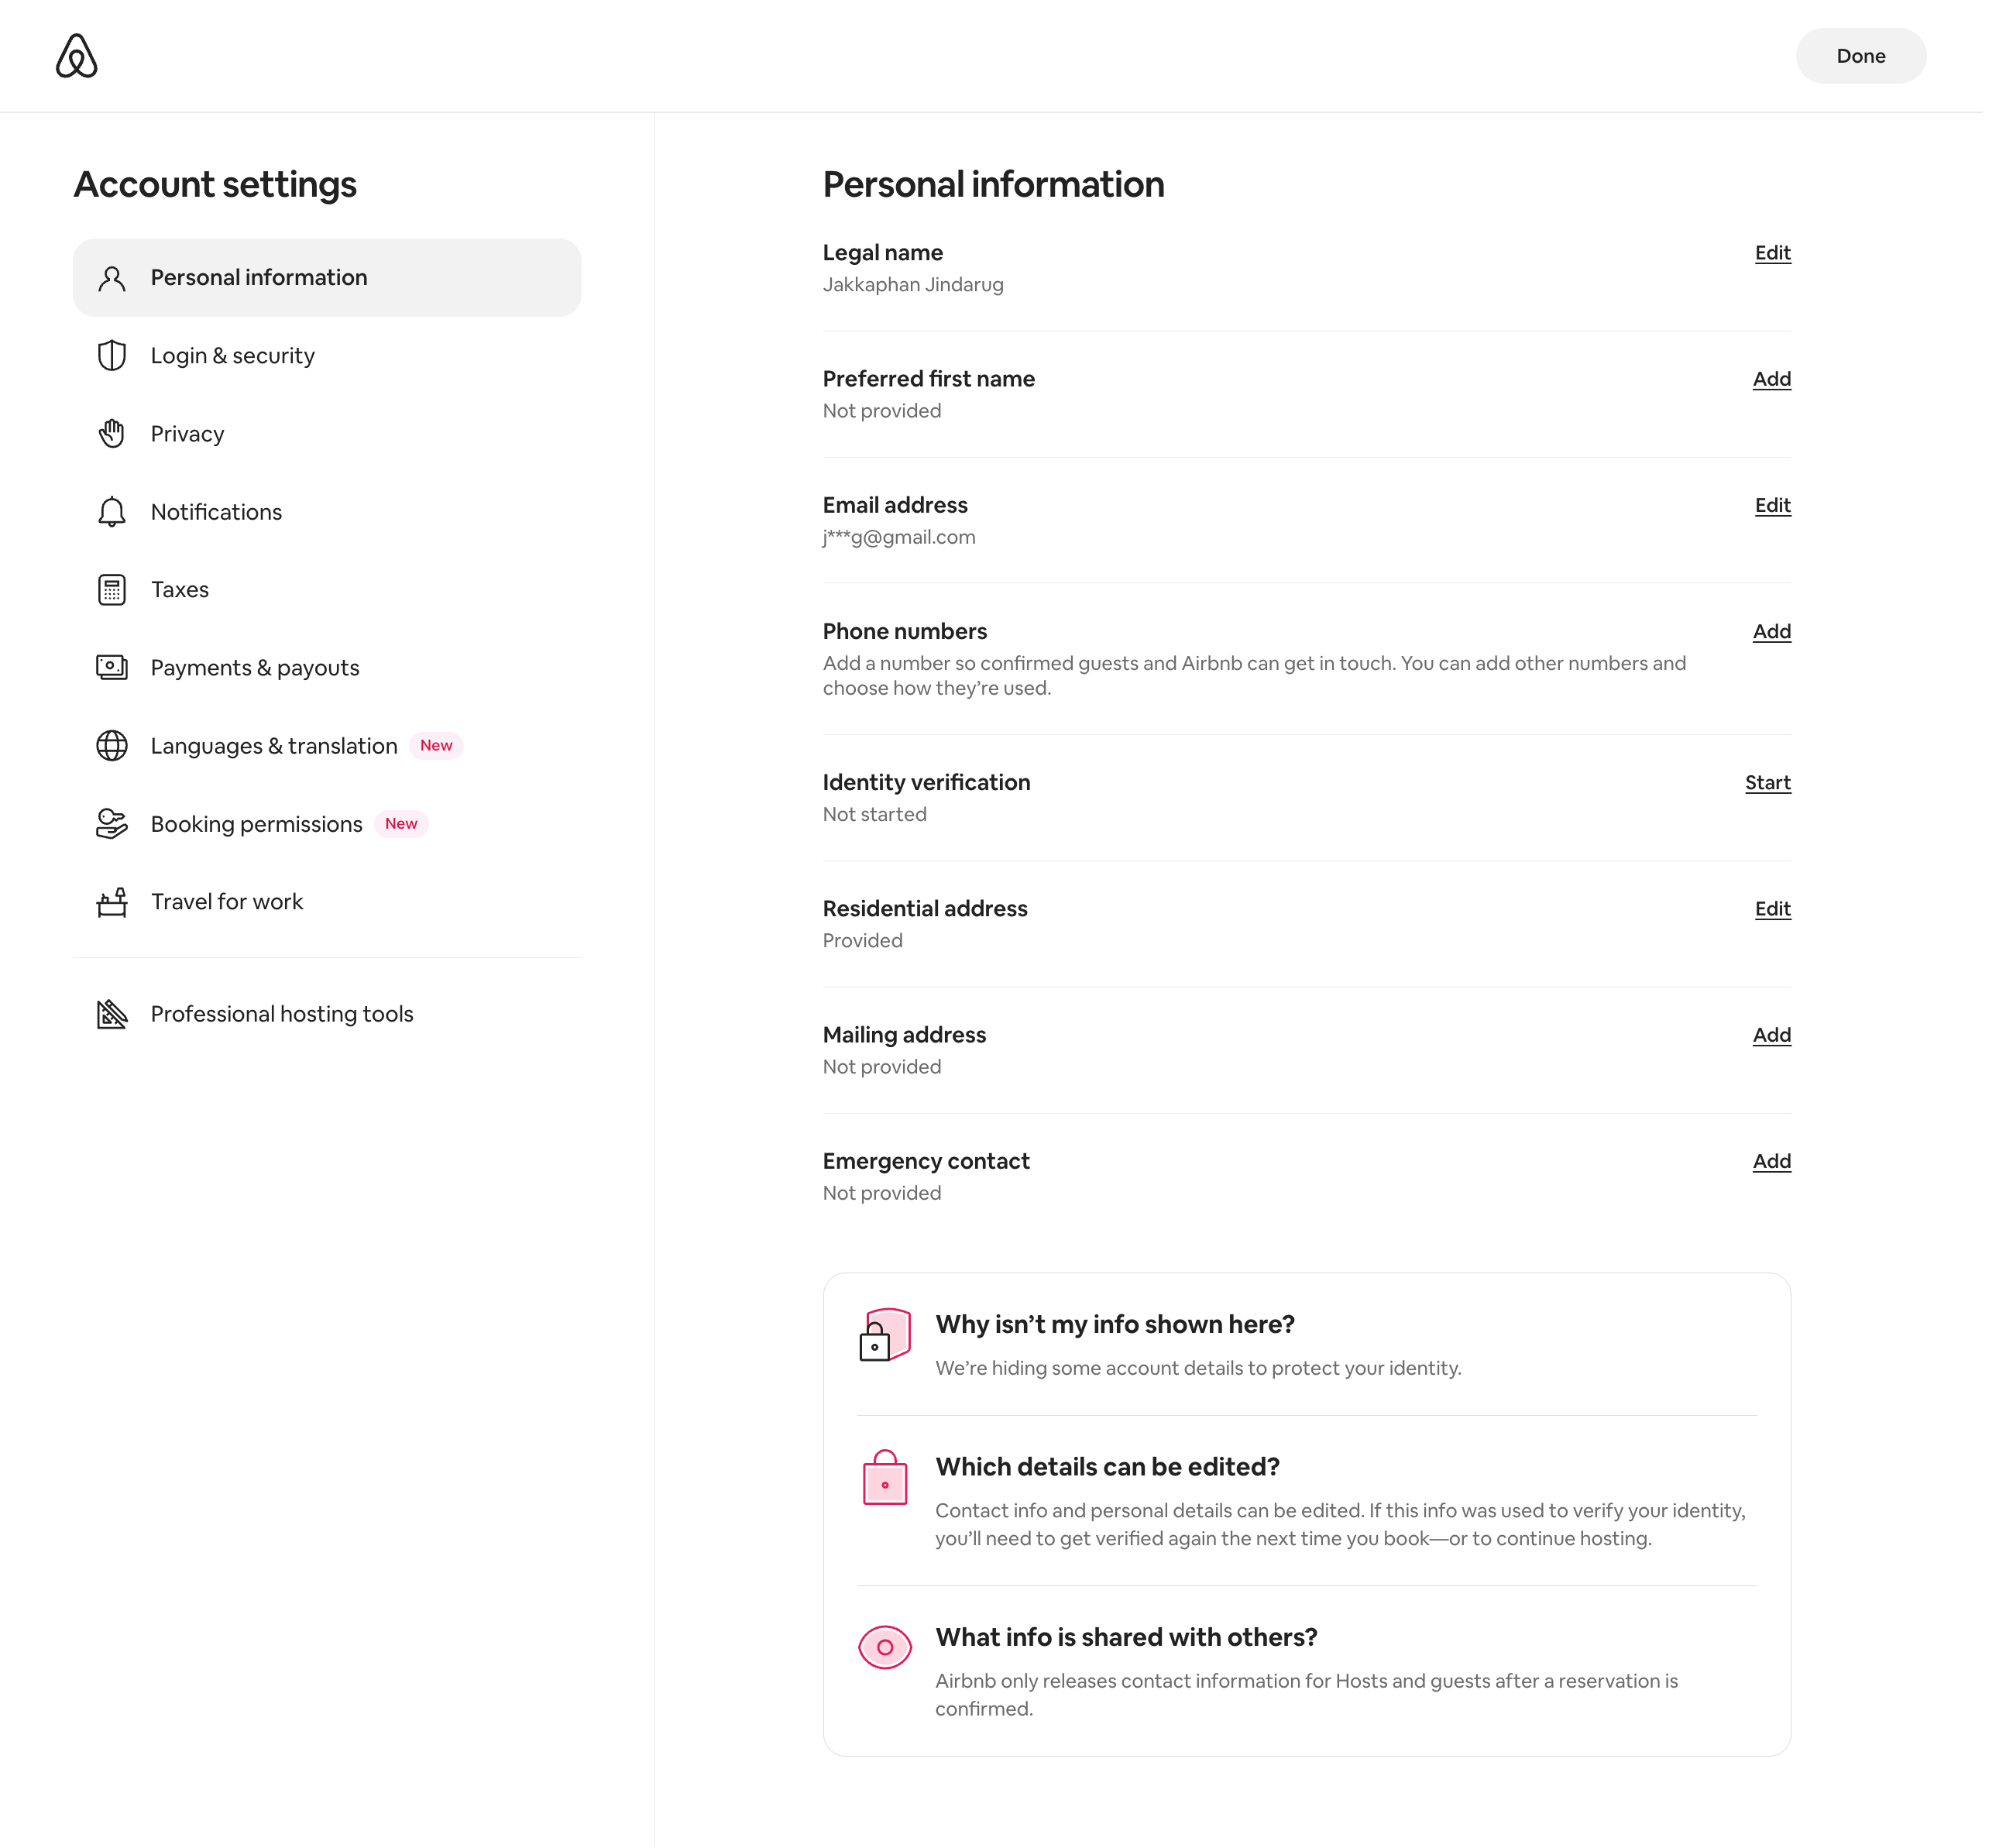 Done
Account settings
Personal information
Login & security
Privacy
Notifications
Taxes
Payments & payouts
Languages & translation New
Booking permissions New
Travel for work
Professional hosting tools
Personal information
Legal name Edit
Jakkaphan Jindarug
Preferred first name Add
Not provided
Email address Edit
j***g@gmail.com
Phone numbers Add
Add a number so confirmed guests and Airbnb can get in touch. You can add other numbers and
choose how they’re used.
Identity verification Start
Not started
Residential address Edit
Provided
Mailing address Add
Not provided
Emergency contact Add
Not provided
Why isn’t my info shown here?
We’re hiding some account details to protect your identity.
Which details can be edited?
Contact info and personal details can be edited. If this info was used to verify your identity,
you’ll need to get verified again the next time you book—or to continue hosting.
What info is shared with others?
Airbnb only releases contact information for Hosts and guests after a reservation is
confirmed.